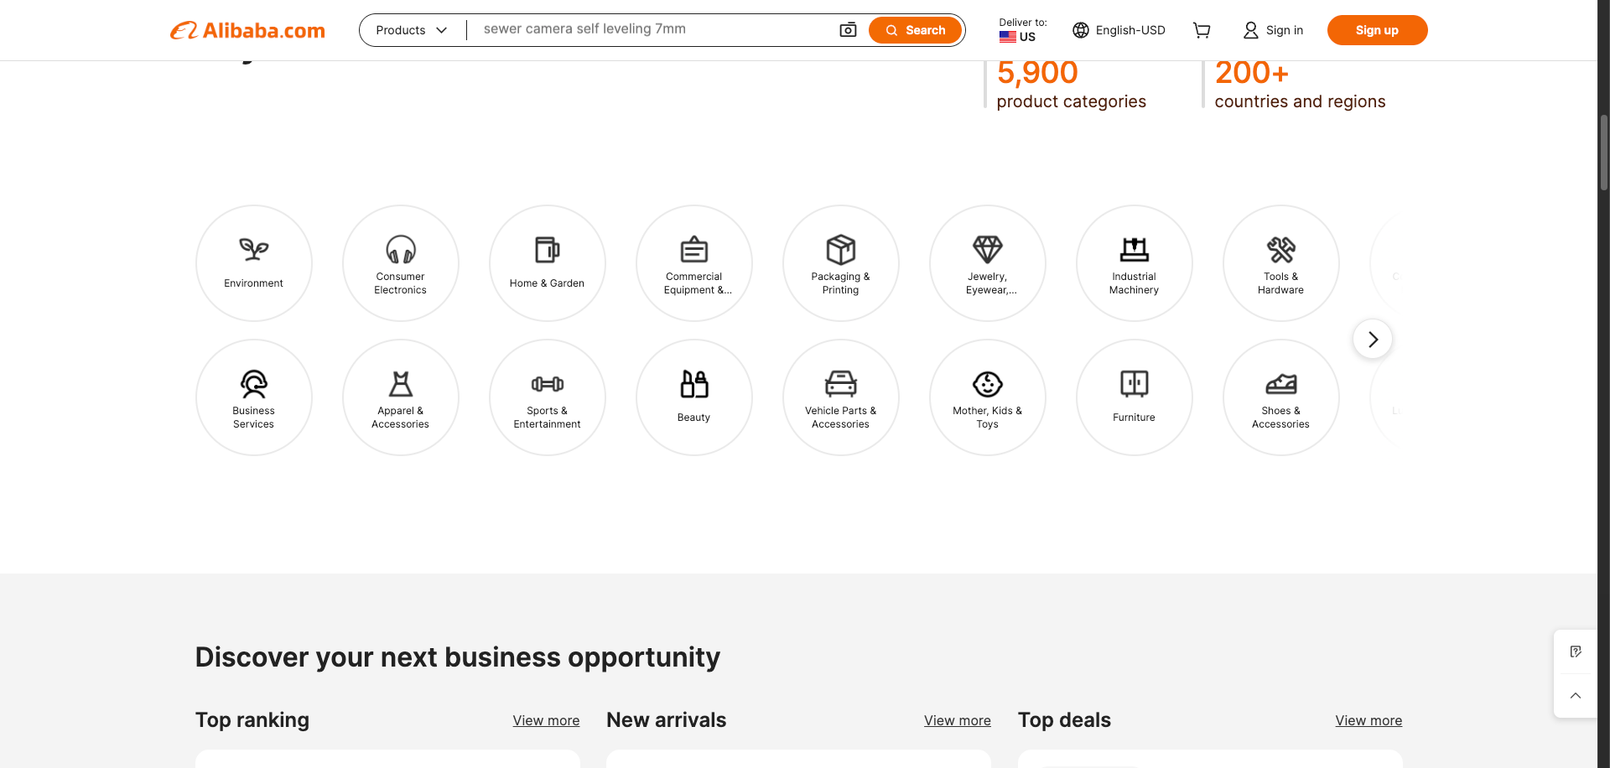 Alibaba.com
Products
sewer camera self leveling 7mm
Search
Deliver to:
US
English-USD
Sign in
Sign up
5,900
product categories
200+
countries and regions
Environment
Consumer
Electronics
Home & Garden
Commercial
Equipment &...
Packaging &
Printing
Jewelry,
Eyewear,...
Industrial
Machinery
Tools &
Hardware
Business
Services
Apparel &
Accessories
Sports &
Entertainment
Beauty
Vehicle Parts &
Accessories
Mother, Kids &
Toys
Furniture
Shoes &
Accessories
Discover your next business opportunity
Top ranking
View more
New arrivals
View more
Top deals
View more